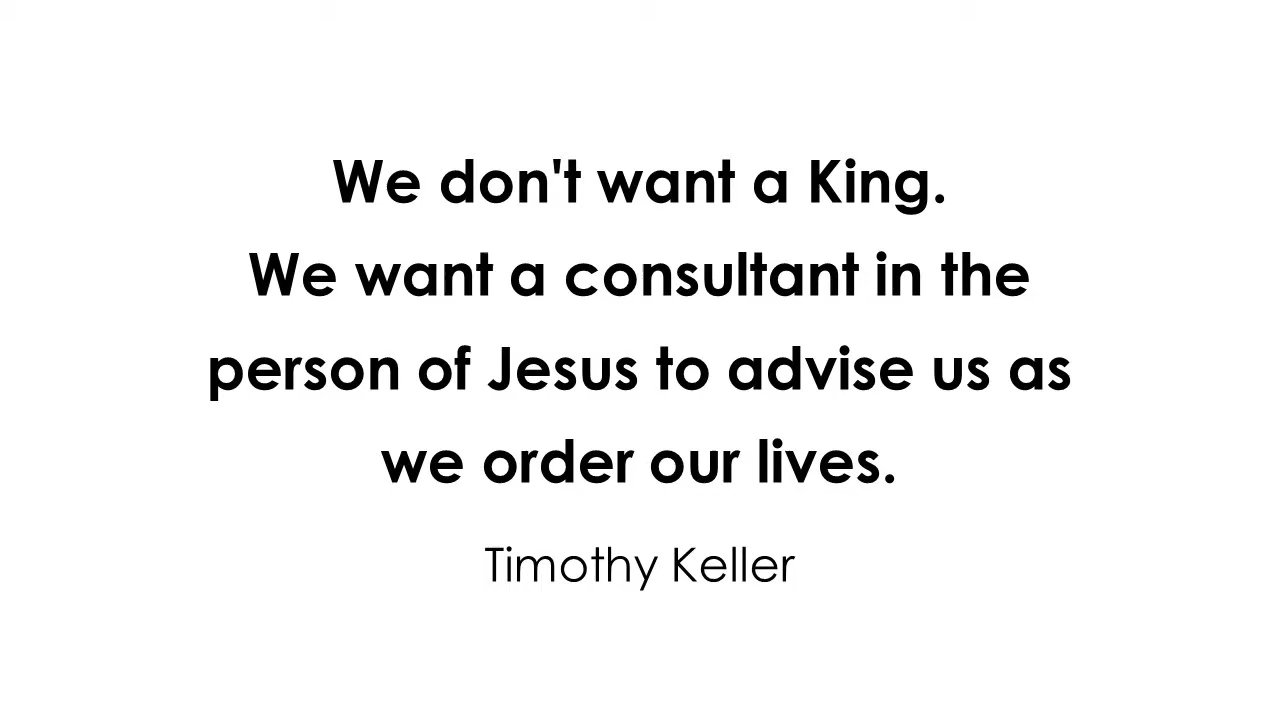 We don't want a King.
We want a consultant in the
person of Jesus to advise us as
we order our lives.
Timothy Keller